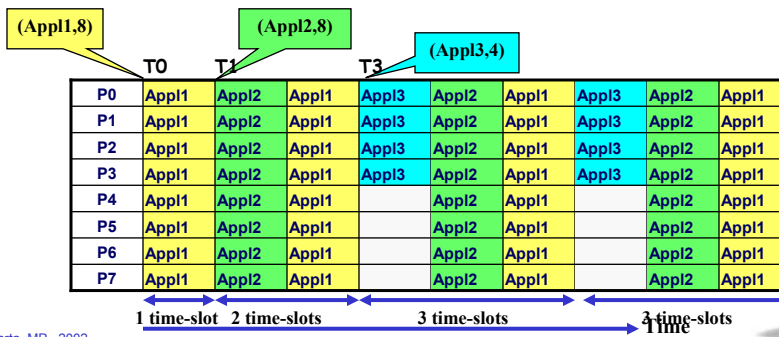 (Appl1,8) (Appl2,8) (Appl3,4)
T0 T1 T3
P0 Appl1 Appl2 Appl1 Appl3 Appl2 Appl1 Appl3 Appl2 Appl1
P1 Appl1 Appl2 Appl1 Appl3 Appl2 Appl1 Appl3 Appl2 Appl1
P2 Appl1 Appl2 Appl1 Appl3 Appl2 Appl1 Appl3 Appl2 Appl1
P3 Appl1 Appl2 Appl1 Appl3 Appl2 Appl1 Appl3 Appl2 Appl1
P4 Appl1 Appl2 Appl1 Appl2 Appl1 Appl2 Appl1
P5 Appl1 Appl2 Appl1 Appl2 Appl1 Appl2 Appl1
P6 Appl1 Appl2 Appl1 Appl2 Appl1 Appl2 Appl1
P7 Appl1 Appl2 Appl1 Appl2 Appl1 Appl2 Appl1
1 time-slot 2 time-slots 3 time-slots 3 time-slots
Time
MP 2002